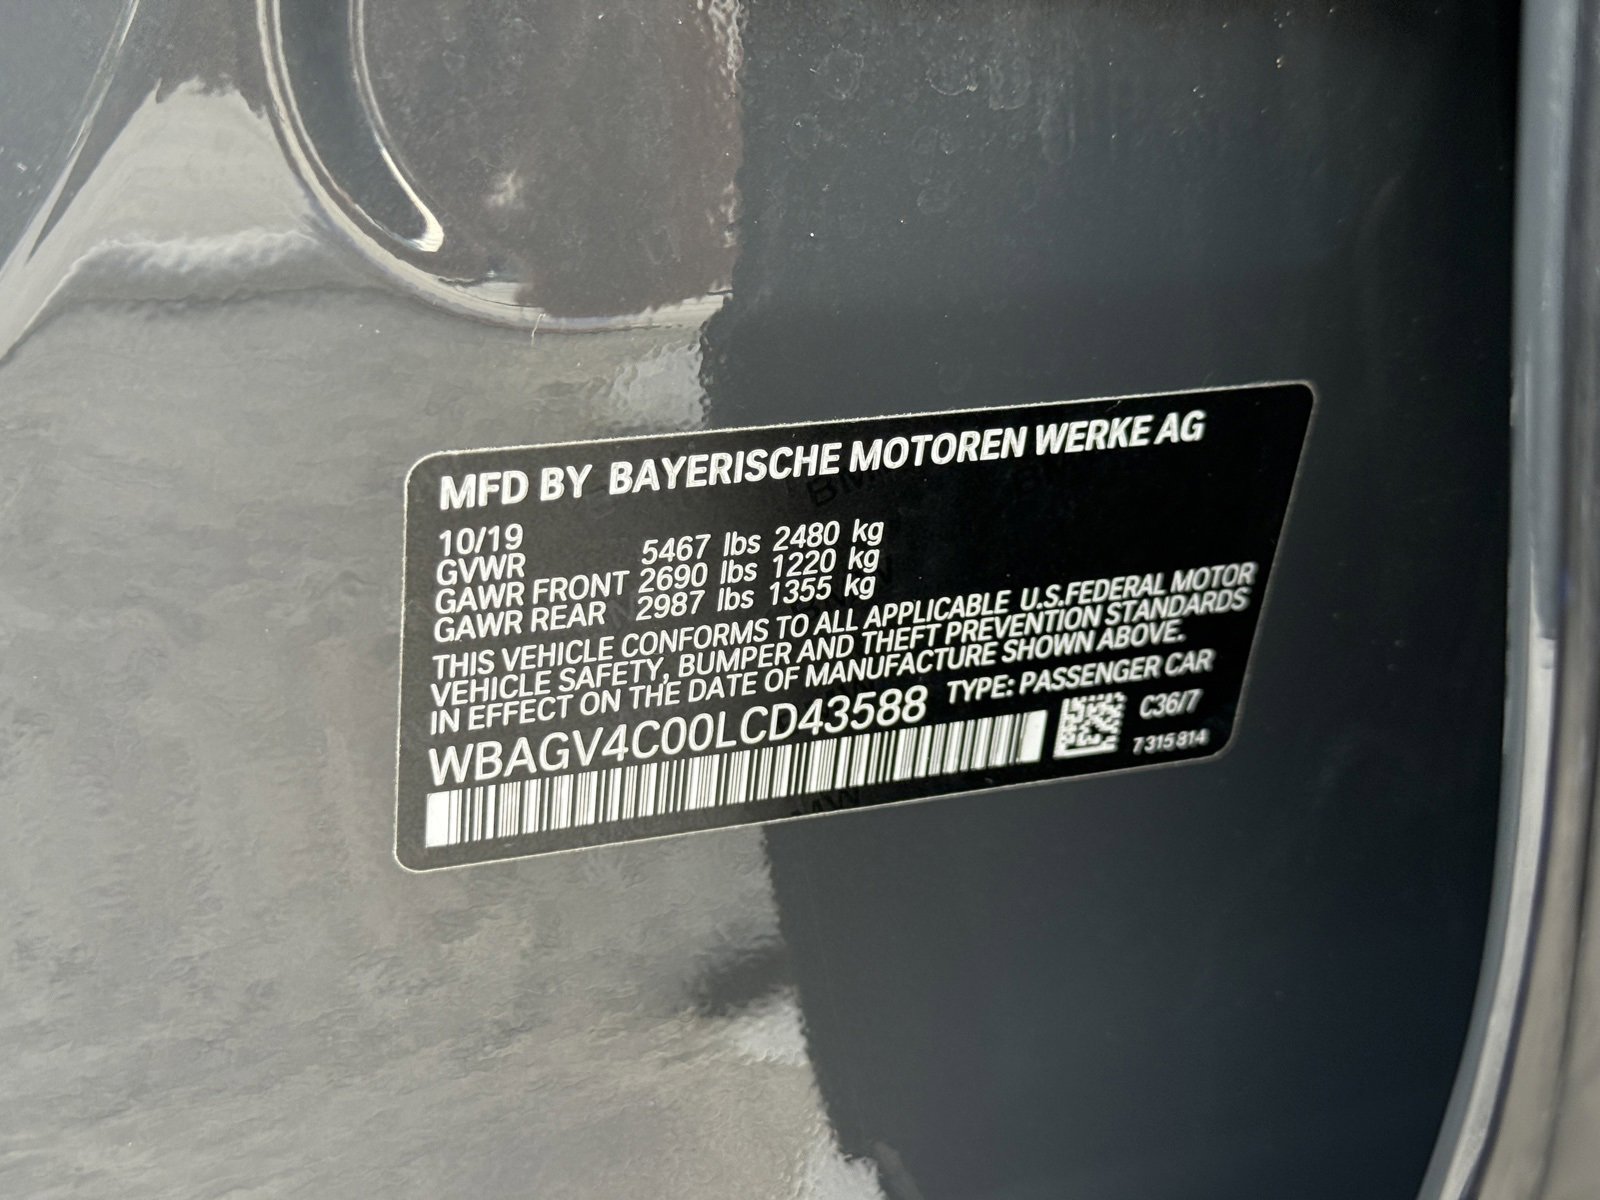 MFD BY BAYERISCHE MOTOREN WERKE AG
10/19
GVWR 5467 lbs 2480 kg
GAWR FRONT 2690 lbs 1220 kg
GAWR REAR 2987 lbs 1355 kg
THIS VEHICLE CONFORMS TO ALL APPLICABLE U.S.FEDERAL MOTOR
VEHICLE SAFETY, BUMPER AND THEFT PREVENTION STANDARDS
IN EFFECT ON THE DATE OF MANUFACTURE SHOWN ABOVE.
WBAGV4C00LCD43588 TYPE: PASSENGER CAR
C36/7
7 315 814